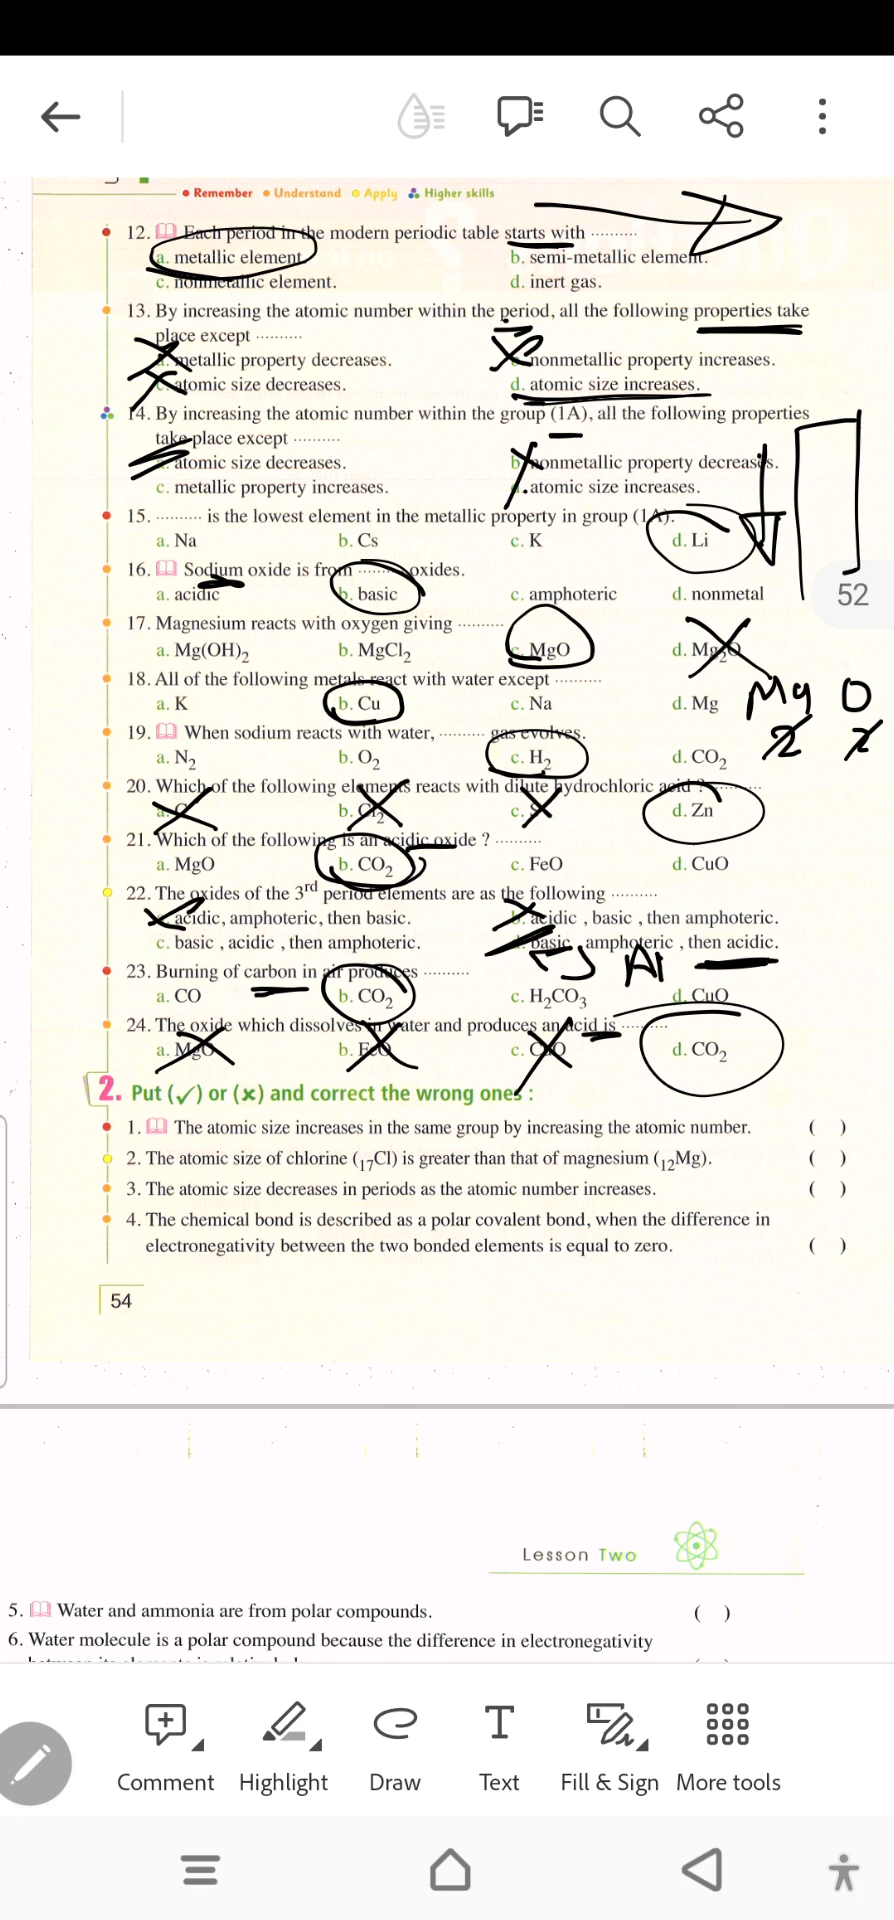 • Remember • Understand Apply Higher skills
12. Each period in the modern periodic table starts with ..........
a. metallic element. b. semi-metallic element.
c. nonmetallic element. d. inert gas.
13. By increasing the atomic number within the period, all the following properties take
place except ..........
a. metallic property decreases. nonmetallic property increases.
c. atomic size decreases. d. atomic size increases.
14. By increasing the atomic number within the group (1A), all the following properties
take place except ..........
atomic size decreases. b. nonmetallic property decreases.
c. metallic property increases. atomic size increases.
15. .......... is the lowest element in the metallic property in group (1A).
a. Na b. Cs c. K d. Li
16. Sodium oxide is from .......... oxides.
a. acidic b. basic c. amphoteric d. nonmetal
52
17. Magnesium reacts with oxygen giving ..........
a. Mg(OH)₂ b. MgCl₂ c. MgO d. Mg₂O
18. All of the following metals react with water except ..........
a. K b. Cu c. Na d. Mg
Mg O
2 2
19. When sodium reacts with water, .......... gas evolves.
a. N₂ b. O₂ c. H₂ d. CO₂
20. Which of the following elements reacts with dilute hydrochloric acid ? ..........
a. b. Cl₂ c. S d. Zn
21. Which of the following is an acidic oxide ? ..........
a. MgO b. CO₂ c. FeO d. CuO
22. The oxides of the 3rd period elements are as the following ..........
acidic, amphoteric, then basic. b. acidic , basic , then amphoteric.
c. basic , acidic , then amphoteric. basic , amphoteric , then acidic.
Al
23. Burning of carbon in air produces ..........
a. CO b. CO₂ c. H₂CO₃ d. CuO
24. The oxide which dissolves in water and produces an acid is ..........
a. MgO b. FeO c. CuO d. CO₂
2. Put (✓) or (x) and correct the wrong ones :
1. The atomic size increases in the same group by increasing the atomic number. ( )
2. The atomic size of chlorine (₁₇Cl) is greater than that of magnesium (₁₂Mg). ( )
3. The atomic size decreases in periods as the atomic number increases. ( )
4. The chemical bond is described as a polar covalent bond, when the difference in
electronegativity between the two bonded elements is equal to zero. ( )
54
Lesson Two
5. Water and ammonia are from polar compounds. ( )
6. Water molecule is a polar compound because the difference in electronegativity
Comment Highlight Draw Text Fill & Sign More tools